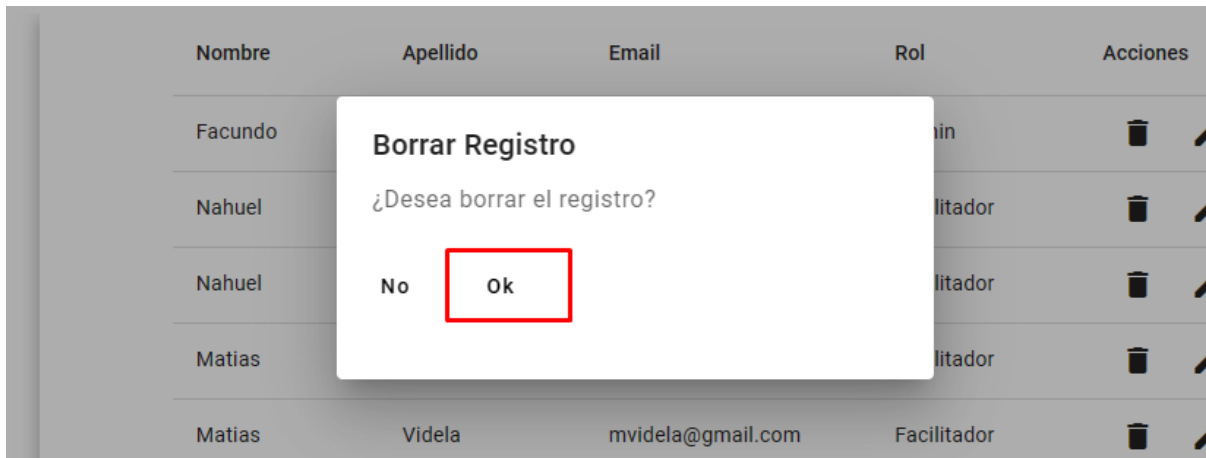 Nombre Apellido Email Rol Acciones
Facundo
Borrar Registro
¿Desea borrar el registro?
Nahuel
Nahuel
No Ok
Matias
Matias Videla mvidela@gmail.com Facilitador